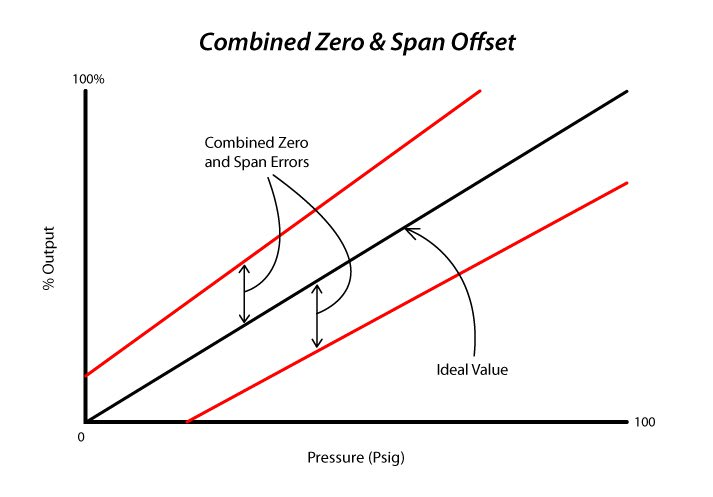 Combined Zero & Span Offset
100%
Combined Zero
and Span Errors
% Output
Ideal Value
0
100
Pressure (Psig)